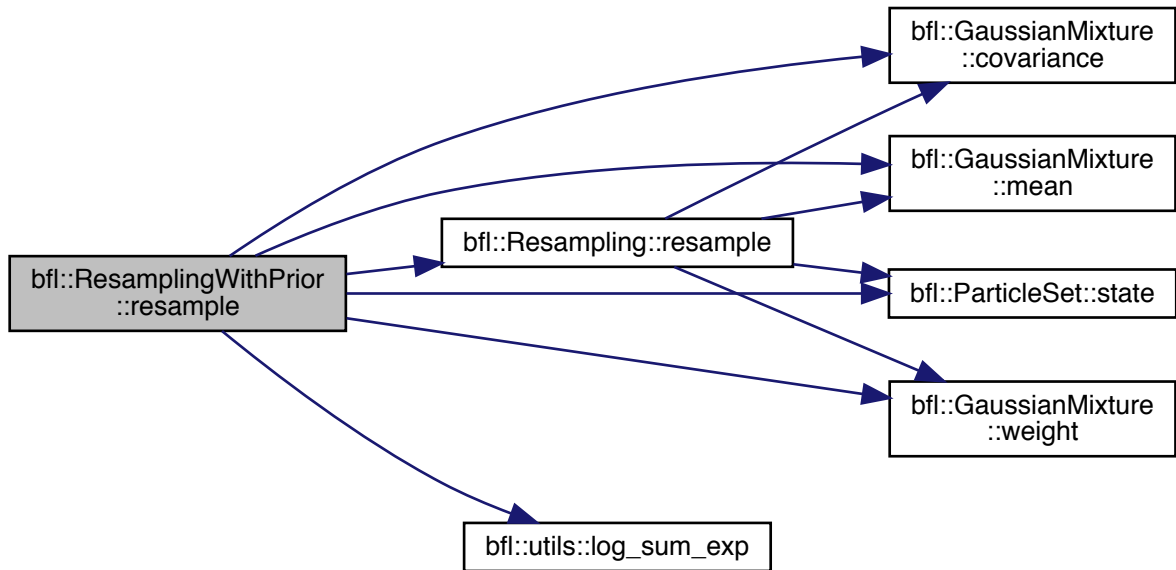 bfl::ResamplingWithPrior
::resample
bfl::Resampling::resample
bfl::GaussianMixture
::covariance
bfl::GaussianMixture
::mean
bfl::ParticleSet::state
bfl::GaussianMixture
::weight
bfl::utils::log_sum_exp